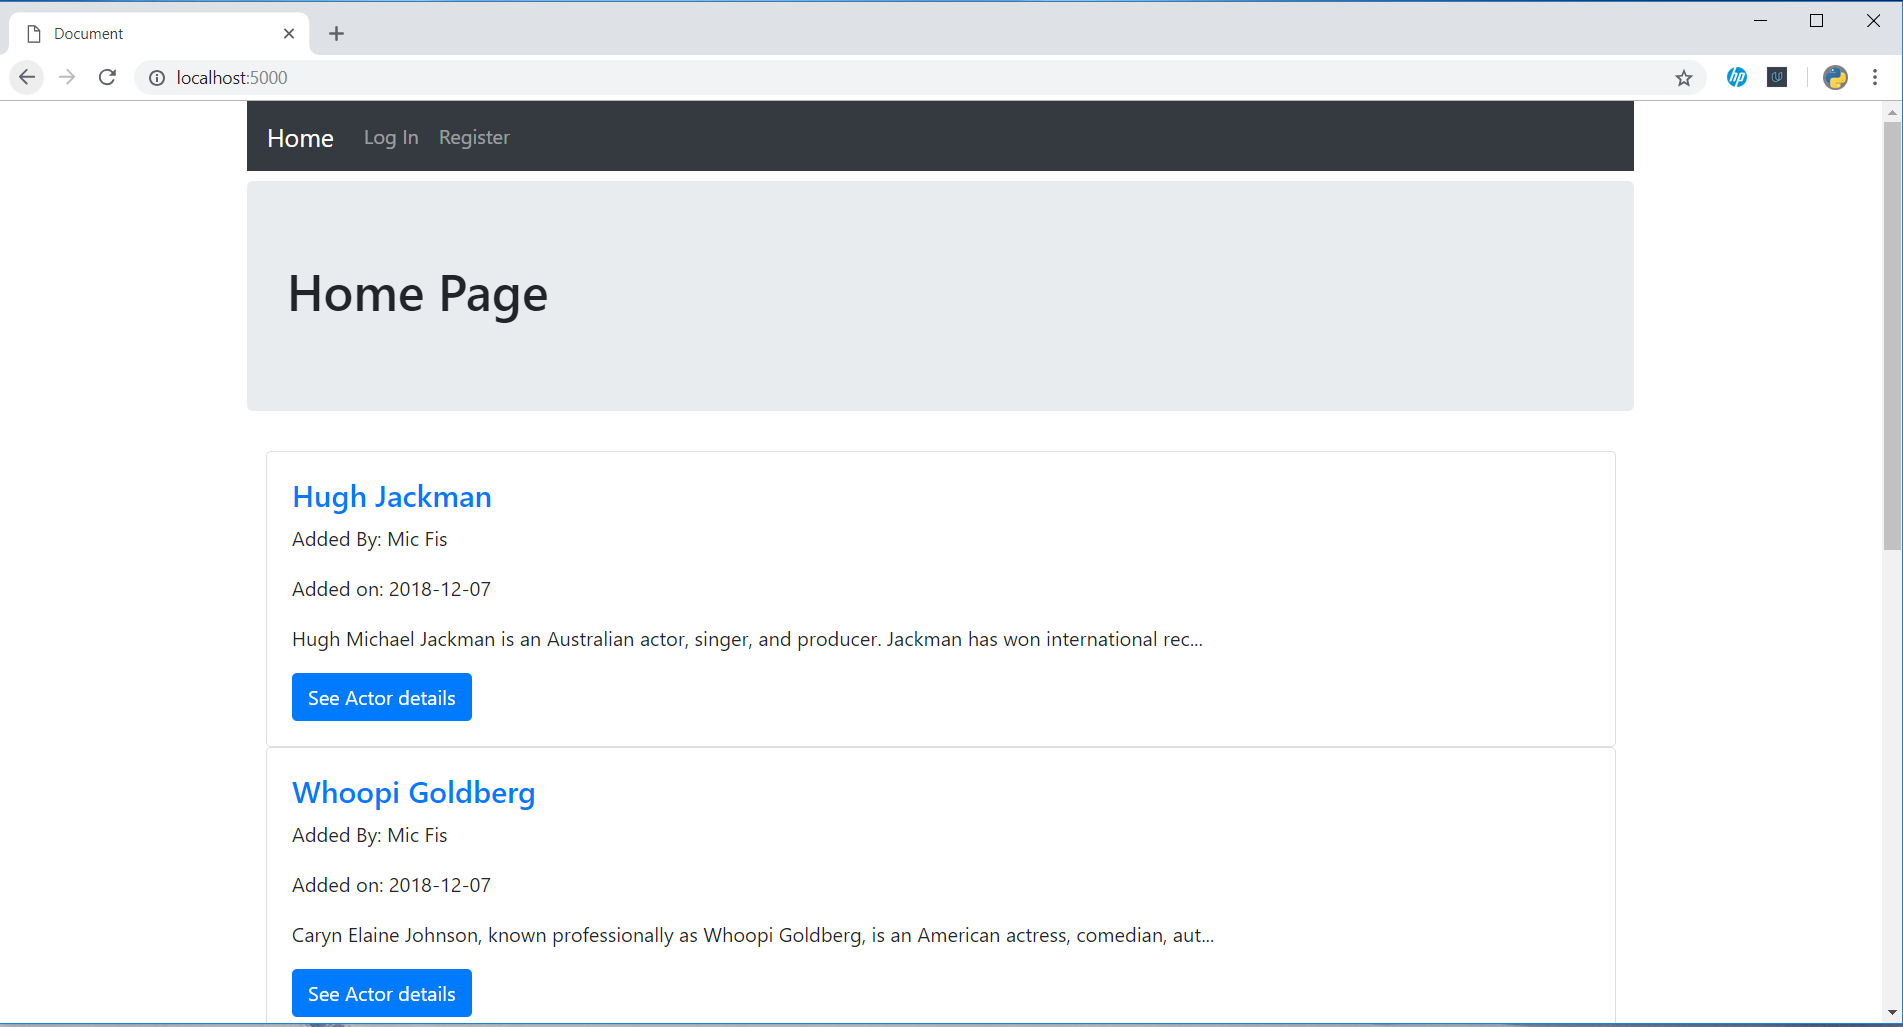 Document
localhost:5000
hp
Home Log In Register
Home Page
Hugh Jackman
Added By: Mic Fis
Added on: 2018-12-07
Hugh Michael Jackman is an Australian actor, singer, and producer. Jackman has won international rec...
See Actor details
Whoopi Goldberg
Added By: Mic Fis
Added on: 2018-12-07
Caryn Elaine Johnson, known professionally as Whoopi Goldberg, is an American actress, comedian, aut...
See Actor details